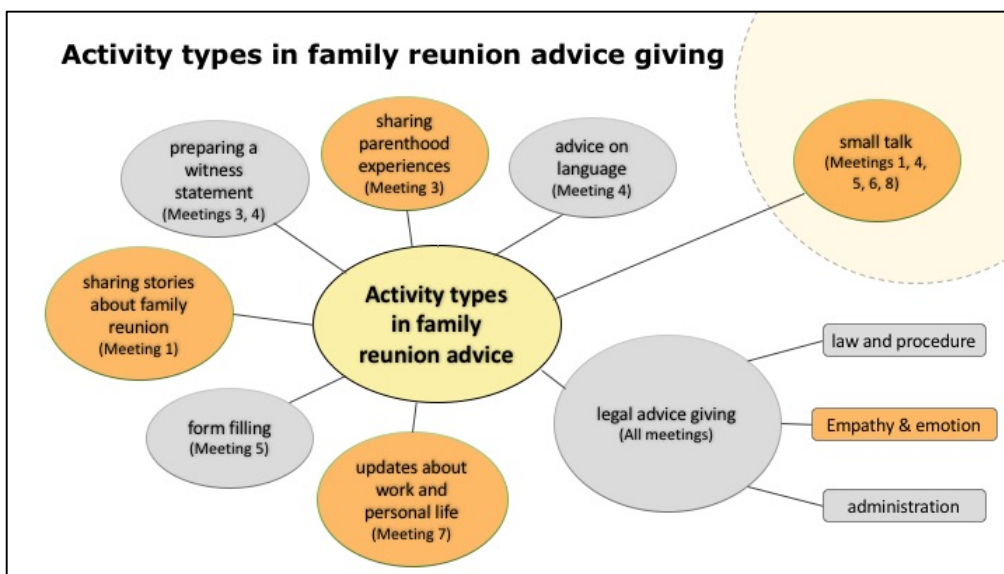 Activity types in family reunion advice giving
sharing
parenthood
experiences
(Meeting 3)
preparing a
witness
statement
(Meetings 3, 4)
advice on
language
(Meeting 4)
small talk
(Meetings 1, 4,
5, 6, 8)
sharing stories
about family
reunion
(Meeting 1)
Activity types
in family
reunion advice
law and procedure
legal advice giving
(All meetings)
Empathy & emotion
form filling
(Meeting 5)
updates about
work and
personal life
(Meeting 7)
administration